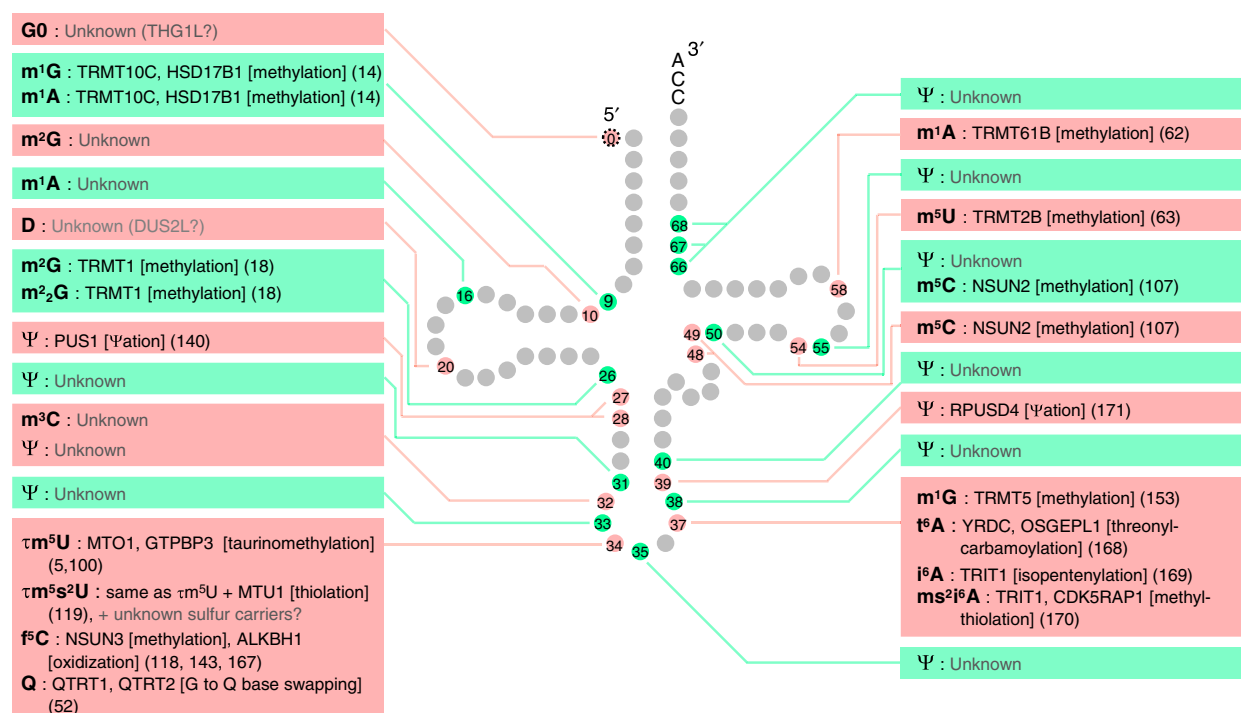 G0 : Unknown (THG1L?)
m¹G : TRMT10C, HSD17B1 [methylation] (14)
m¹A : TRMT10C, HSD17B1 [methylation] (14)
m²G : Unknown
m¹A : Unknown
D : Unknown (DUS2L?)
m²G : TRMT1 [methylation] (18)
m²₂G : TRMT1 [methylation] (18)
Ψ : PUS1 [Ψation] (140)
Ψ : Unknown
m³C : Unknown
Ψ : Unknown
Ψ : Unknown
τm⁵U : MTO1, GTPBP3 [taurinomethylation]
(5,100)
τm⁵s²U : same as τm⁵U + MTU1 [thiolation]
(119), + unknown sulfur carriers?
f⁵C : NSUN3 [methylation], ALKBH1
[oxidization] (118, 143, 167)
Q : QTRT1, QTRT2 [G to Q base swapping]
(52)
3′
A
C
C
5′
0
68
67
66
16
9
10
58
20
49
50
48
54
55
26
27
28
31
32
33
34
35
40
39
38
37
Ψ : Unknown
m¹A : TRMT61B [methylation] (62)
Ψ : Unknown
m⁵U : TRMT2B [methylation] (63)
Ψ : Unknown
m⁵C : NSUN2 [methylation] (107)
m⁵C : NSUN2 [methylation] (107)
Ψ : Unknown
Ψ : RPUSD4 [Ψation] (171)
Ψ : Unknown
m¹G : TRMT5 [methylation] (153)
t⁶A : YRDC, OSGEPL1 [threonyl-
carbamoylation] (168)
i⁶A : TRIT1 [isopentenylation] (169)
ms²i⁶A : TRIT1, CDK5RAP1 [methyl-
thiolation] (170)
Ψ : Unknown